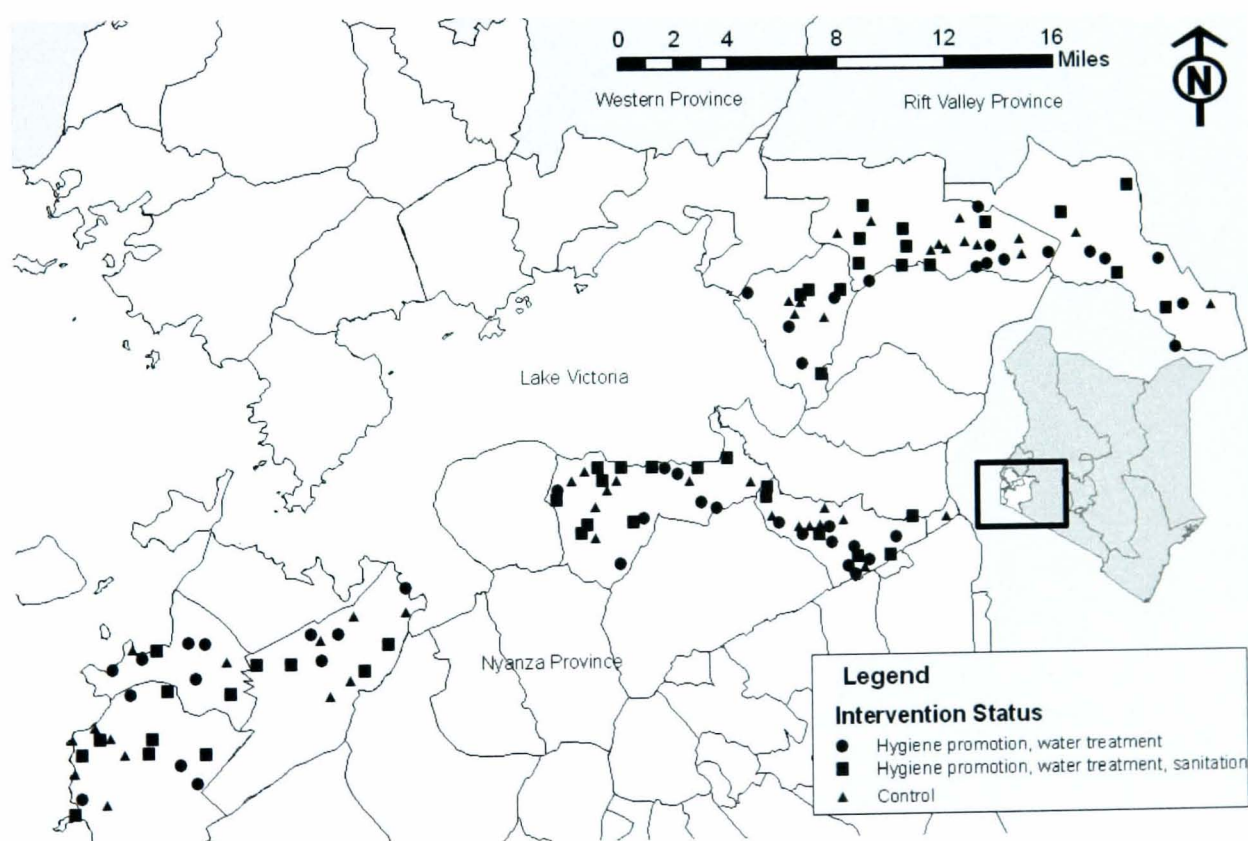 0 2 4 8 12 16
Miles
N
Western Province
Rift Valley Province
Lake Victoria
Nyanza Province
Legend
Intervention Status
Hygiene promotion, water treatment
Hygiene promotion, water treatment, sanitation
Control